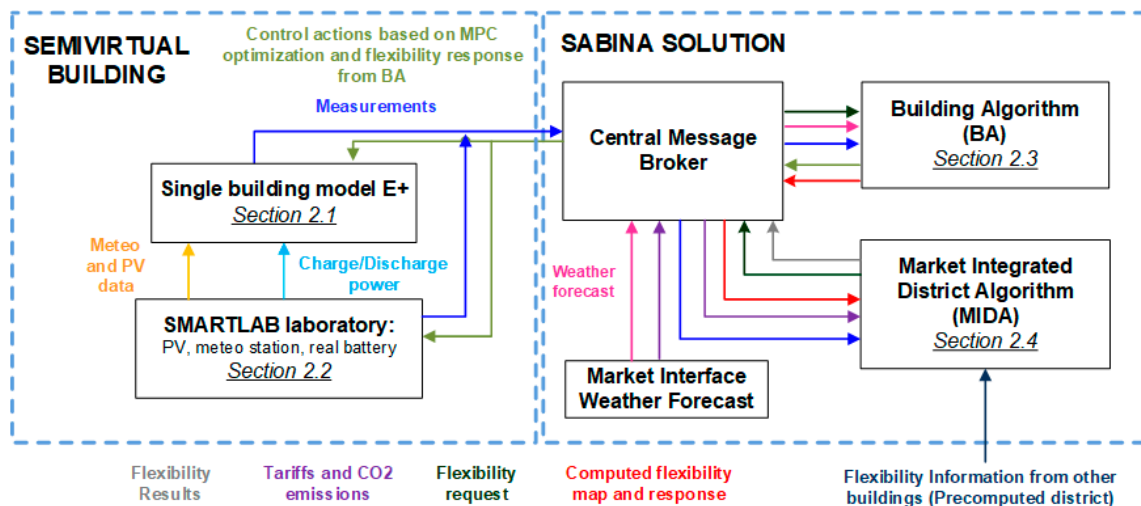 SEMIVIRTUAL
BUILDING
Control actions based on MPC
optimization and flexibility response
from BA
Measurements
Single building model E+
Section 2.1
Meteo
and PV
data
Charge/Discharge
power
SMARTLAB laboratory:
PV, meteo station, real battery
Section 2.2
SABINA SOLUTION
Central Message
Broker
Building Algorithm
(BA)
Section 2.3
Weather
forecast
Market Integrated
District Algorithm
(MIDA)
Section 2.4
Market Interface
Weather Forecast
Flexibility
Results
Tariffs and CO2
emissions
Flexibility
request
Computed flexibility
map and response
Flexibility Information from other
buildings (Precomputed district)